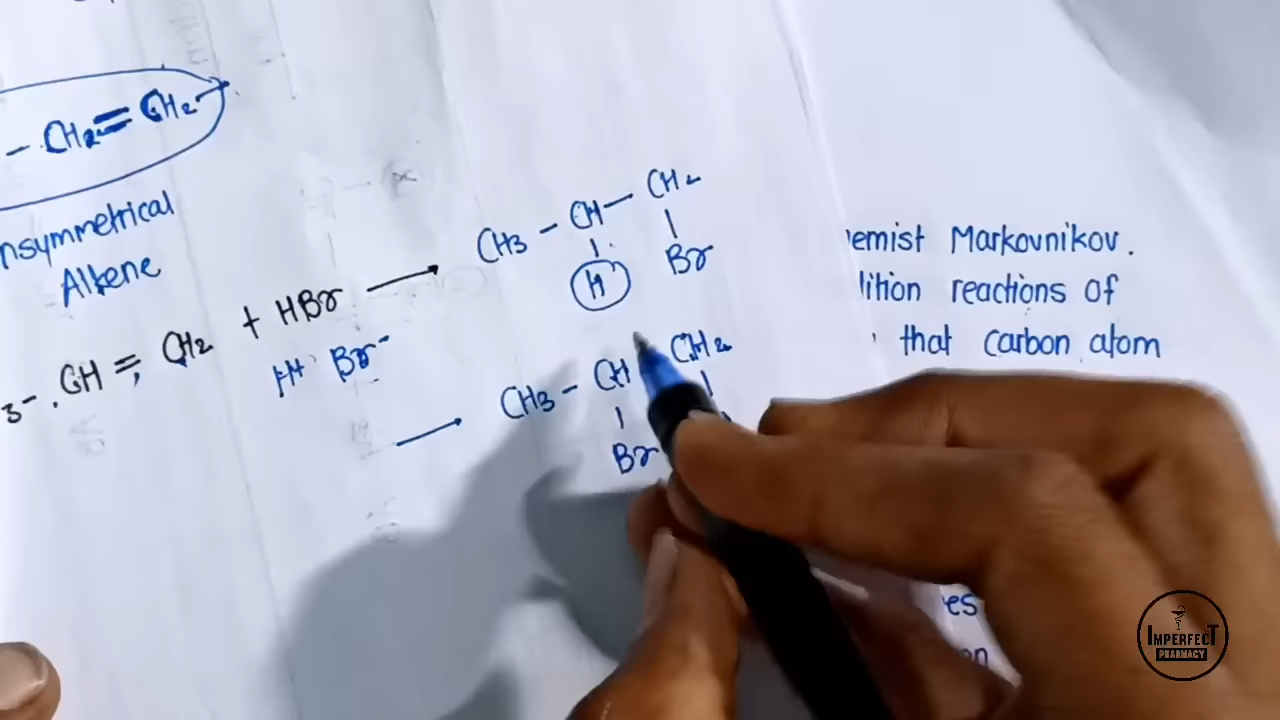 - CH2 = CH2 -
nsymmetrical
Alkene
3- CH = CH2 + HBr →
H+ Br-
CH3 - CH - CH2
H Br
→ CH3 - CH CH2
Br
emist Markovnikov.
lition reactions of
that carbon atom
es
on
IMPERFECT
PHARMACY